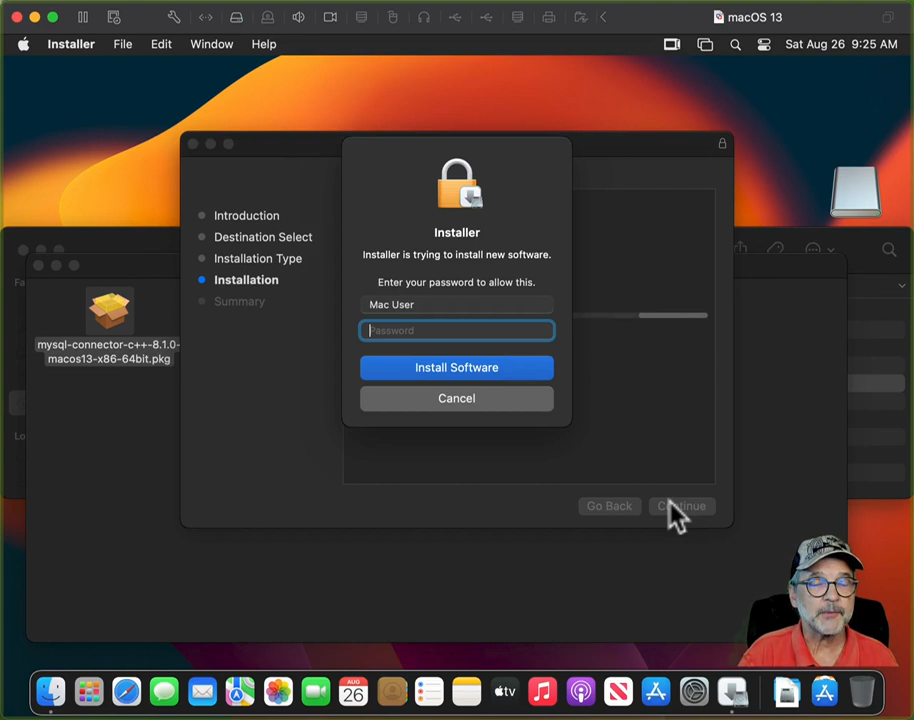 macOS 13
Installer File Edit Window Help Sat Aug 26 9:25 AM
Installer
Installer is trying to install new software.
Enter your password to allow this.
Mac User
Password
Install Software
Cancel
Introduction
Destination Select
Installation Type
Installation
Summary
mysql-connector-c++-8.1.0-
macos13-x86-64bit.pkg
Go Back
AUG
26
tv